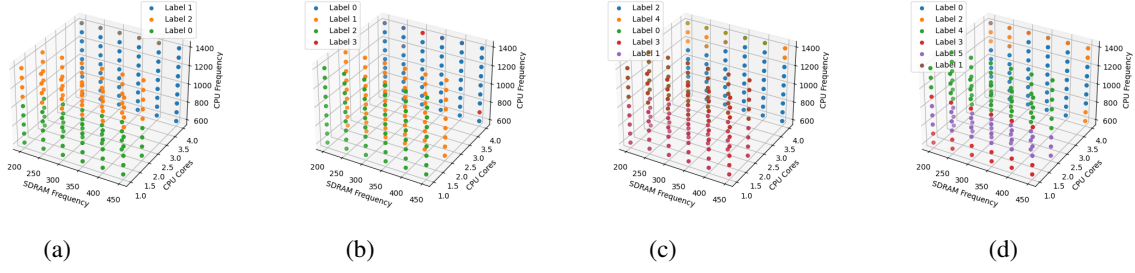 Label 1
Label 2
Label 0
1400
1200
1000
800
600
CPU Frequency
4.0
3.5
3.0
2.5
2.0
1.5
1.0
CPU Cores
200
250
300
350
400
450
SDRAM Frequency
(a)
Label 0
Label 1
Label 2
Label 3
1400
1200
1000
800
600
CPU Frequency
4.0
3.5
3.0
2.5
2.0
1.5
1.0
CPU Cores
200
250
300
350
400
450
SDRAM Frequency
(b)
Label 2
Label 4
Label 0
Label 3
Label 1
1400
1200
1000
800
600
CPU Frequency
4.0
3.5
3.0
2.5
2.0
1.5
1.0
CPU Cores
200
250
300
350
400
450
SDRAM Frequency
(c)
Label 0
Label 2
Label 4
Label 3
Label 5
Label 1
1400
1200
1000
800
600
CPU Frequency
4.0
3.5
3.0
2.5
2.0
1.5
1.0
CPU Cores
200
250
300
350
400
450
SDRAM Frequency
(d)